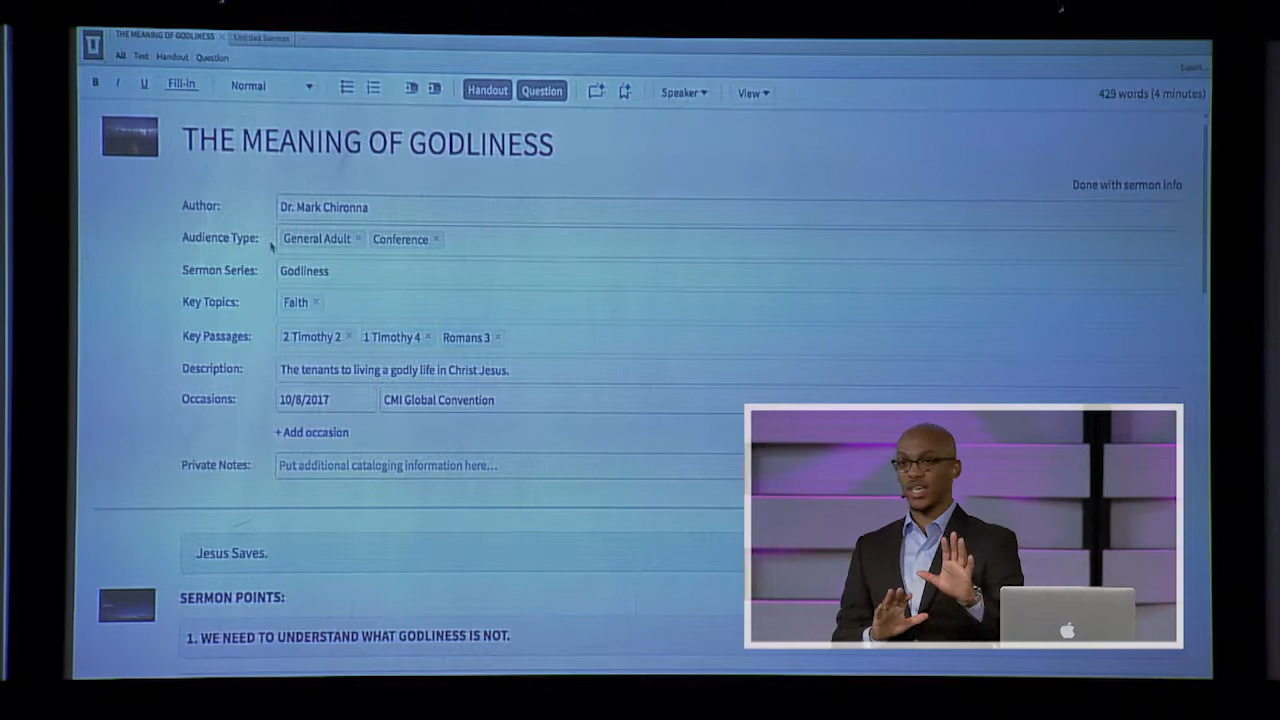 THE MEANING OF GODLINESS × Untitled Sermon
All Text Handout Question
Export...
B I U Fill-in Normal Handout Question Speaker View 429 words (4 minutes)
THE MEANING OF GODLINESS
Done with sermon info
Author: Dr. Mark Chironna
Audience Type: General Adult × Conference ×
Sermon Series: Godliness
Key Topics: Faith ×
Key Passages: 2 Timothy 2 × 1 Timothy 4 × Romans 3 ×
Description: The tenants to living a godly life in Christ Jesus.
Occasions: 10/8/2017 CMI Global Convention
+ Add occasion
Private Notes: Put additional cataloging information here...
Jesus Saves.
SERMON POINTS:
1. WE NEED TO UNDERSTAND WHAT GODLINESS IS NOT.